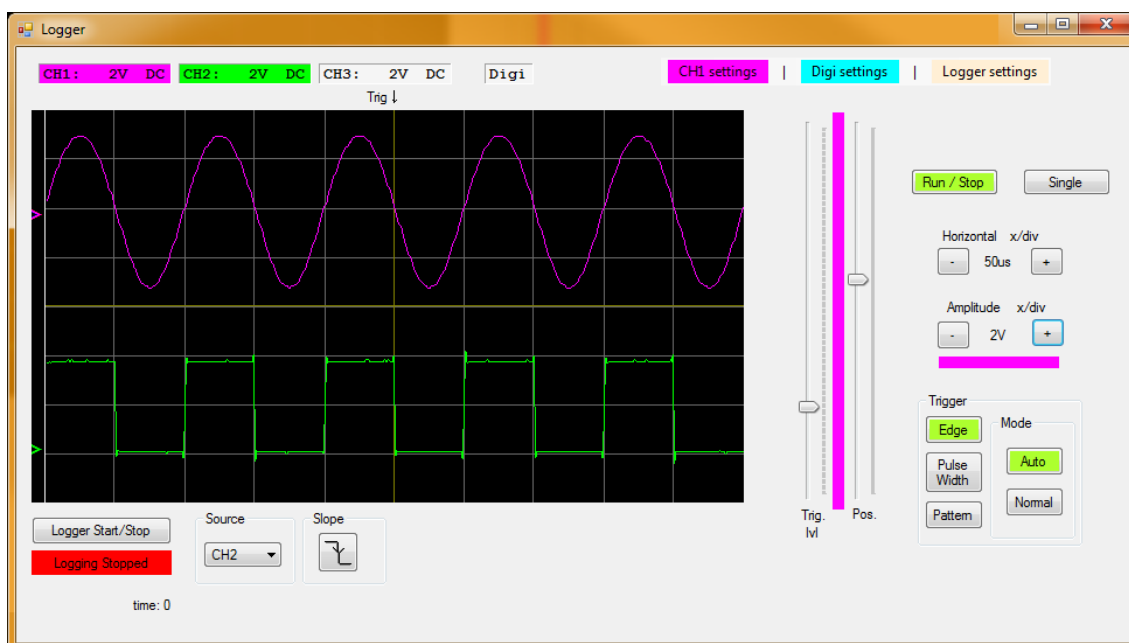 Logger
CH1: 2V DC CH2: 2V DC CH3: 2V DC Digi CH1 settings | Digi settings | Logger settings
Trig ↓
Run / Stop Single
Horizontal x/div
- 50us +
Amplitude x/div
- 2V +
Trigger
Edge Mode
Pulse Width Auto
Normal
Pattern
Trig. lvl Pos.
Logger Start/Stop Source Slope
CH2
Logging Stopped
time: 0